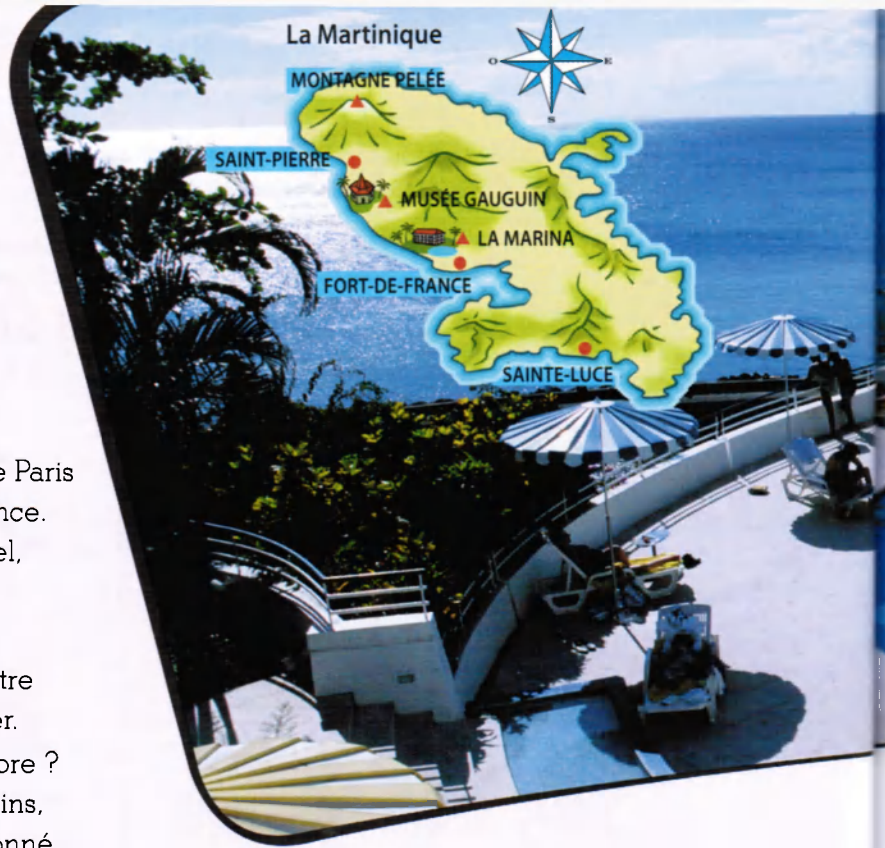 La Martinique
MONTAGNE PELÉE
O E
S
SAINT-PIERRE
MUSÉE GAUGUIN
LA MARINA
FORT-DE-FRANCE
SAINTE-LUCE
e Paris
nce.
el,
tre
er.
ore ?
ins,
onné